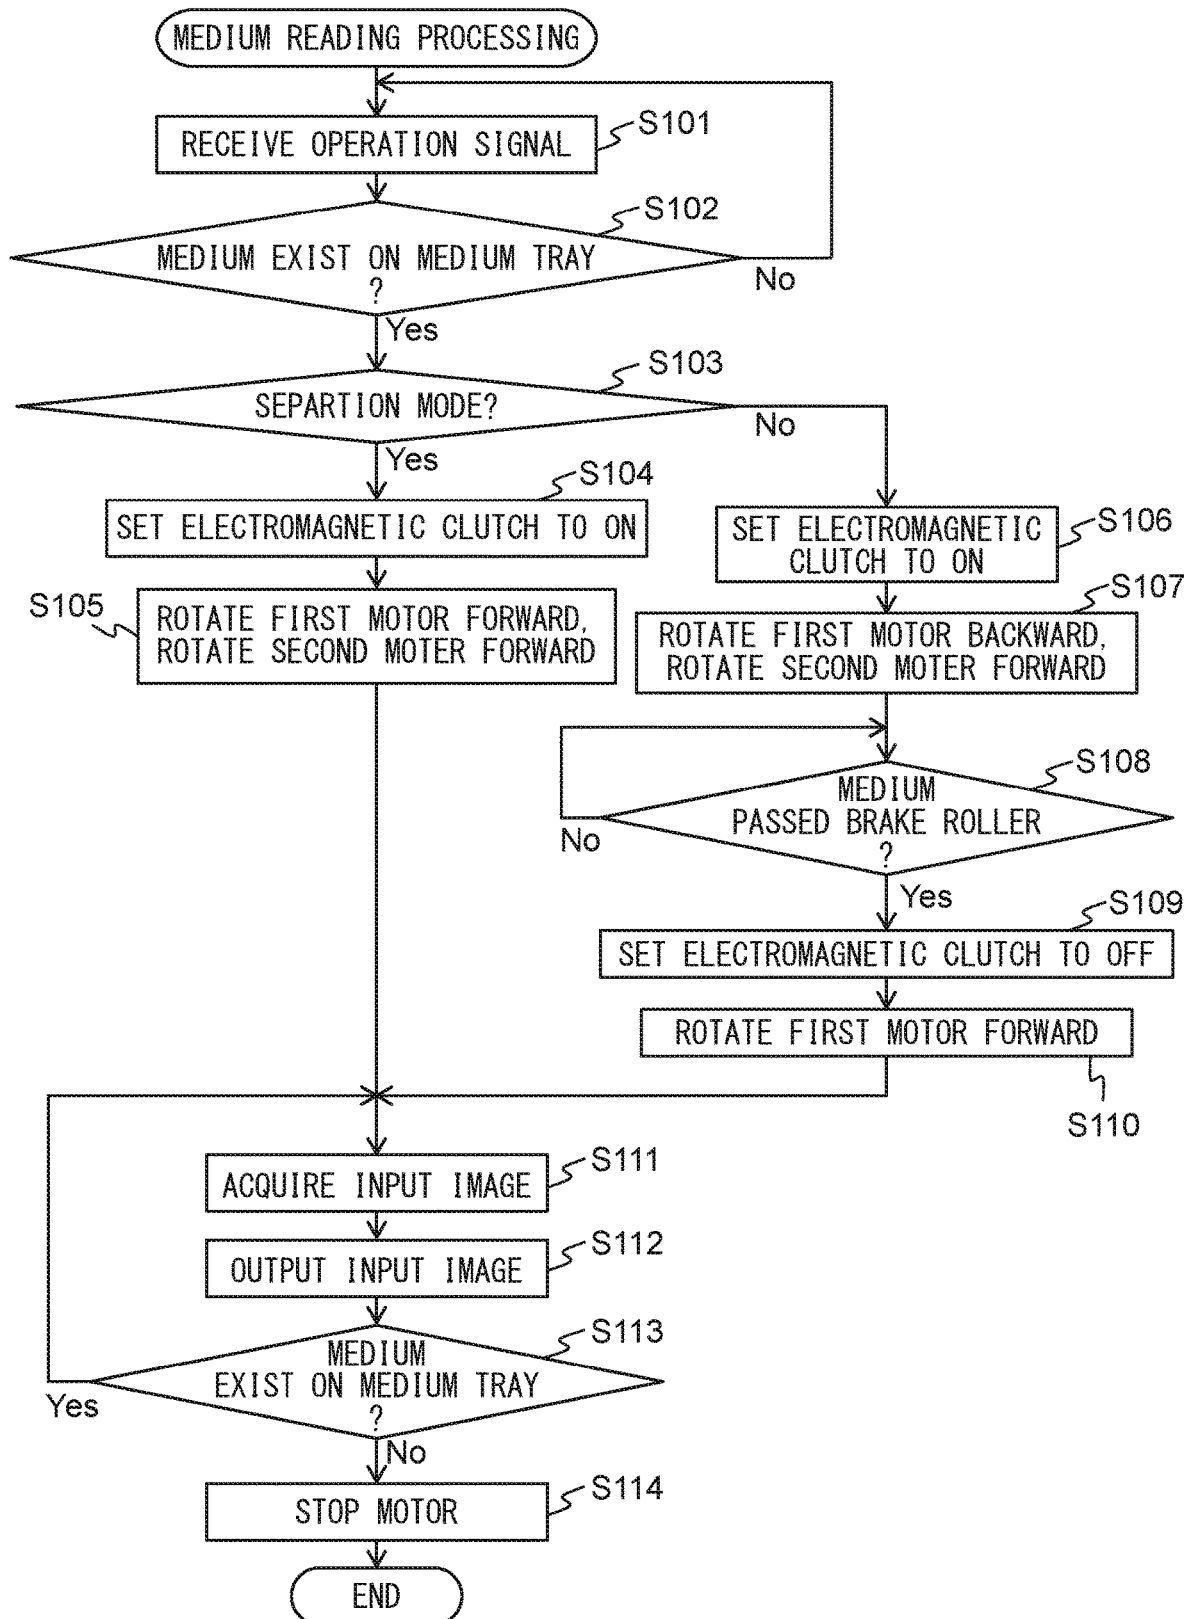 MEDIUM READING PROCESSING
S101
RECEIVE OPERATION SIGNAL
S102
MEDIUM EXIST ON MEDIUM TRAY
?
No
Yes
S103
SEPARTION MODE?
No
Yes
S104
SET ELECTROMAGNETIC CLUTCH TO ON
S105
ROTATE FIRST MOTOR FORWARD,
ROTATE SECOND MOTER FORWARD
S106
SET ELECTROMAGNETIC
CLUTCH TO ON
S107
ROTATE FIRST MOTOR BACKWARD,
ROTATE SECOND MOTER FORWARD
S108
MEDIUM
PASSED BRAKE ROLLER
?
No
Yes
S109
SET ELECTROMAGNETIC CLUTCH TO OFF
ROTATE FIRST MOTOR FORWARD
S110
S111
ACQUIRE INPUT IMAGE
S112
OUTPUT INPUT IMAGE
S113
MEDIUM
EXIST ON MEDIUM TRAY
?
Yes
No
S114
STOP MOTOR
END